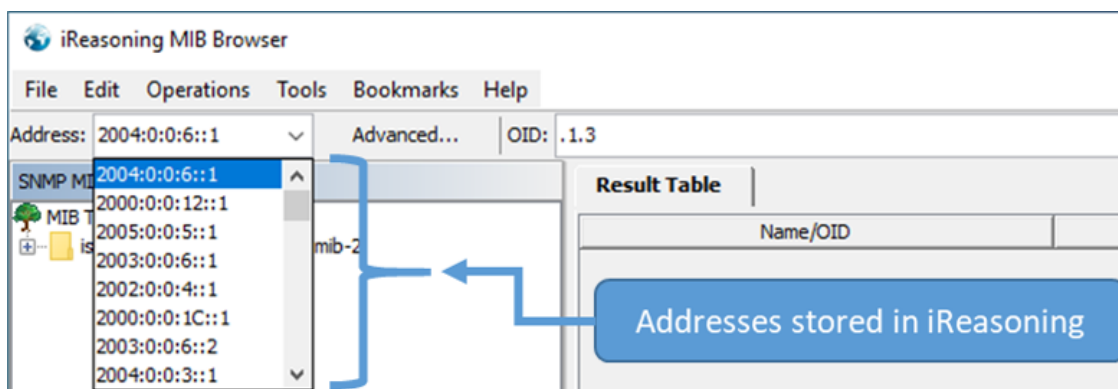 iReasoning MIB Browser
File Edit Operations Tools Bookmarks Help
Address: 2004:0:0:6::1 Advanced... OID: .1.3
SNMP MI
2004:0:0:6::1
2000:0:0:12::1
2005:0:0:5::1
2003:0:0:6::1
2002:0:0:4::1
2000:0:0:1C::1
2003:0:0:6::2
2004:0:0:3::1
MIB T
is mib-2
Result Table
Name/OID
Addresses stored in iReasoning